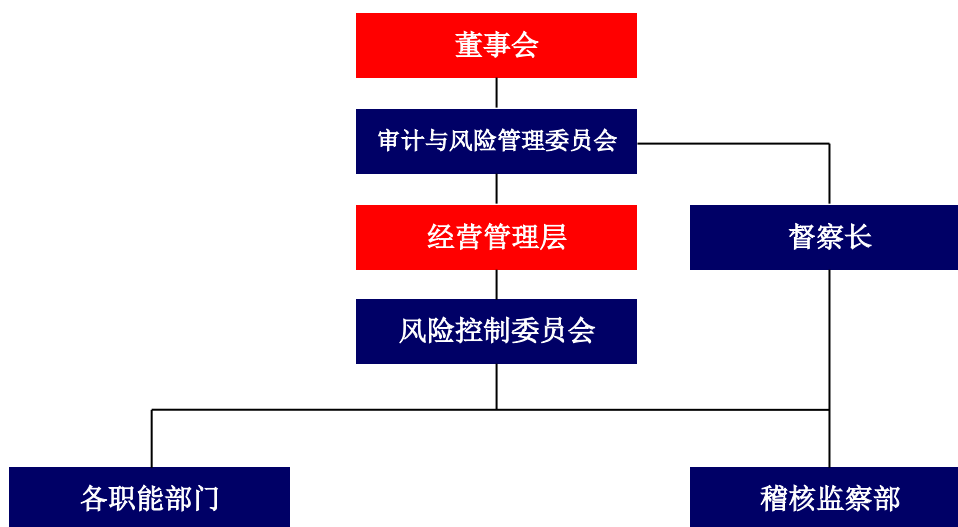 董事会
审计与风险管理委员会
经营管理层
督察长
风险控制委员会
各职能部门
稽核监察部